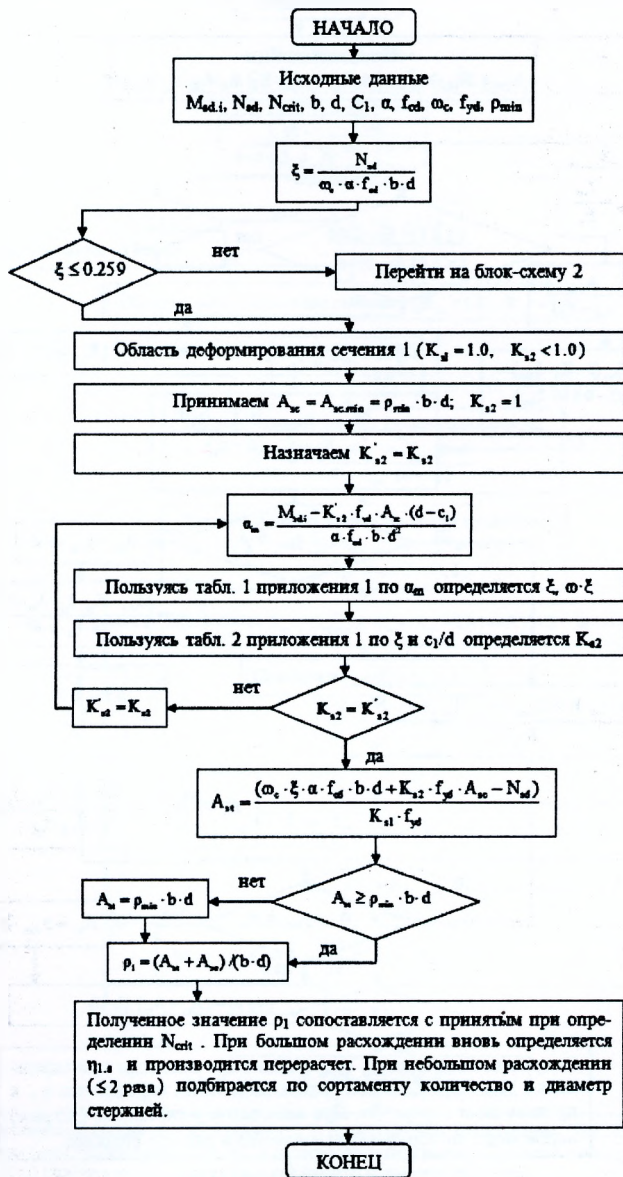 НАЧАЛО
Исходные данные
M_sd.i, N_sd, N_crit, b, d, C_1, α, f_cd, ω_c, f_yd, ρ_min
ξ = N_sd / (ω_c · α · f_cd · b · d)
ξ ≤ 0.259
нет
Перейти на блок-схему 2
да
Область деформирования сечения 1 (K_s1 = 1.0, K_s2 < 1.0)
Принимаем A_sc = A_sc.min = ρ_min · b · d; K_s2 = 1
Назначаем K'_s2 = K_s2
α_m = (M_sd.i − K'_s2 · f_yd · A_sc · (d − c_1)) / (α · f_cd · b · d²)
Пользуясь табл. 1 приложения 1 по α_m определяется ξ, ω·ξ
Пользуясь табл. 2 приложения 1 по ξ и c_1/d определяется K_s2
нет
K'_s2 = K_s2
K_s2 = K'_s2
да
A_st = (ω_c · ξ · α · f_cd · b · d + K_s2 · f_yd · A_sc − N_sd) / (K_s1 · f_yd)
нет
A_st = ρ_min · b · d
A_st ≥ ρ_min · b · d
да
ρ_1 = (A_st + A_sc) / (b · d)
Полученное значение ρ_1 сопоставляется с принятым при опре-
делении N_crit . При большом расхождении вновь определяется
и производится перерасчет. При небольшом расхождении
(≤2 раза) подбирается по сортаменту количество и диаметр
стержней.
КОНЕЦ